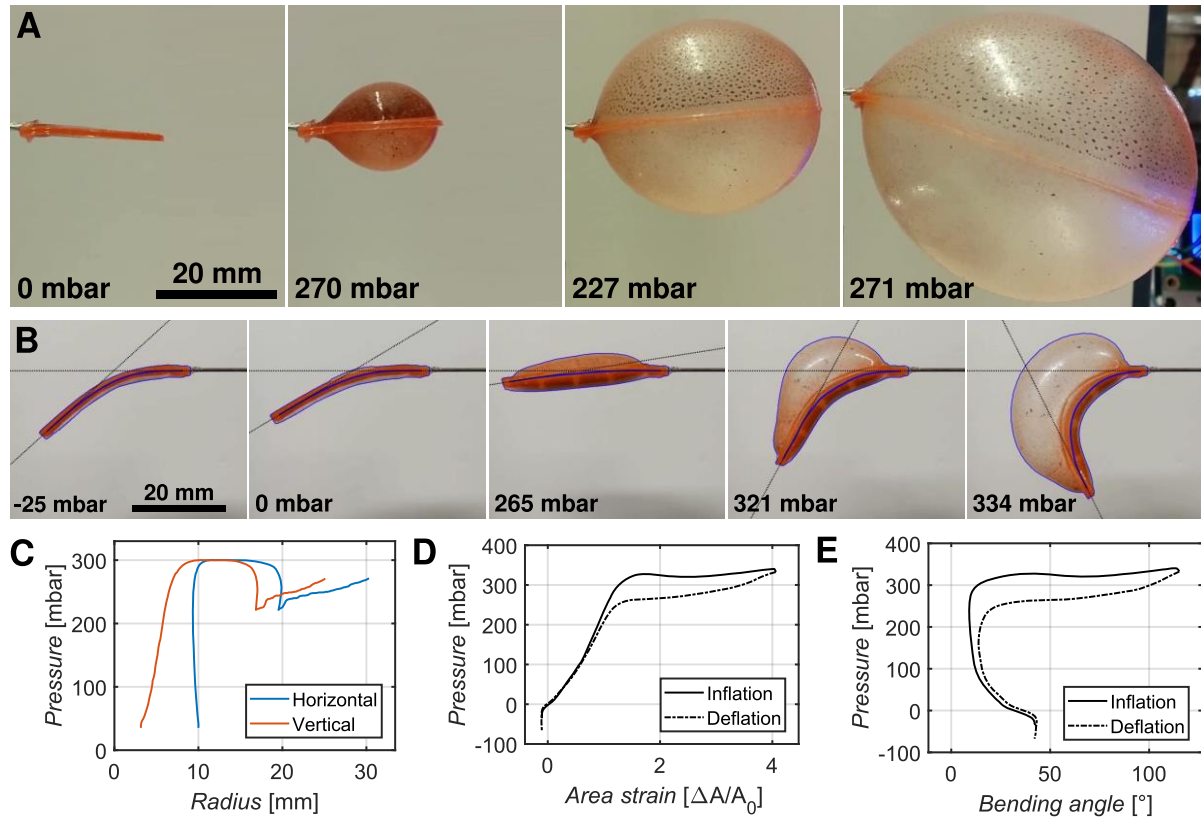 A
0 mbar
20 mm
270 mbar
227 mbar
271 mbar
B
-25 mbar
20 mm
0 mbar
265 mbar
321 mbar
334 mbar
C
Pressure [mbar]
300
200
100
0
0
10
20
30
Radius [mm]
Horizontal
Vertical
D
Pressure [mbar]
400
300
200
100
0
-100
0
2
4
Area strain [ΔA/A0]
Inflation
Deflation
E
Pressure [mbar]
400
300
200
100
0
-100
0
50
100
Bending angle [°]
Inflation
Deflation